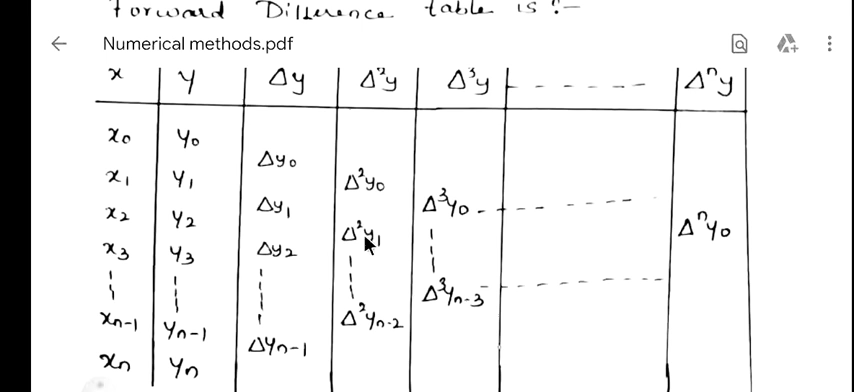 Forward Difference table is :-
Numerical methods.pdf
x y Δy Δ²y Δ³y - - - - - Δⁿy
x₀ y₀
Δy₀
x₁ y₁ Δ²y₀
Δy₁ Δ³y₀ - - - - -
x₂ y₂ Δ²y₁ Δⁿy₀
x₃ y₃ Δy₂
Δ³yₙ₋₃ - - - - -
xₙ₋₁ yₙ₋₁ Δ²yₙ₋₂
Δyₙ₋₁
xₙ yₙ